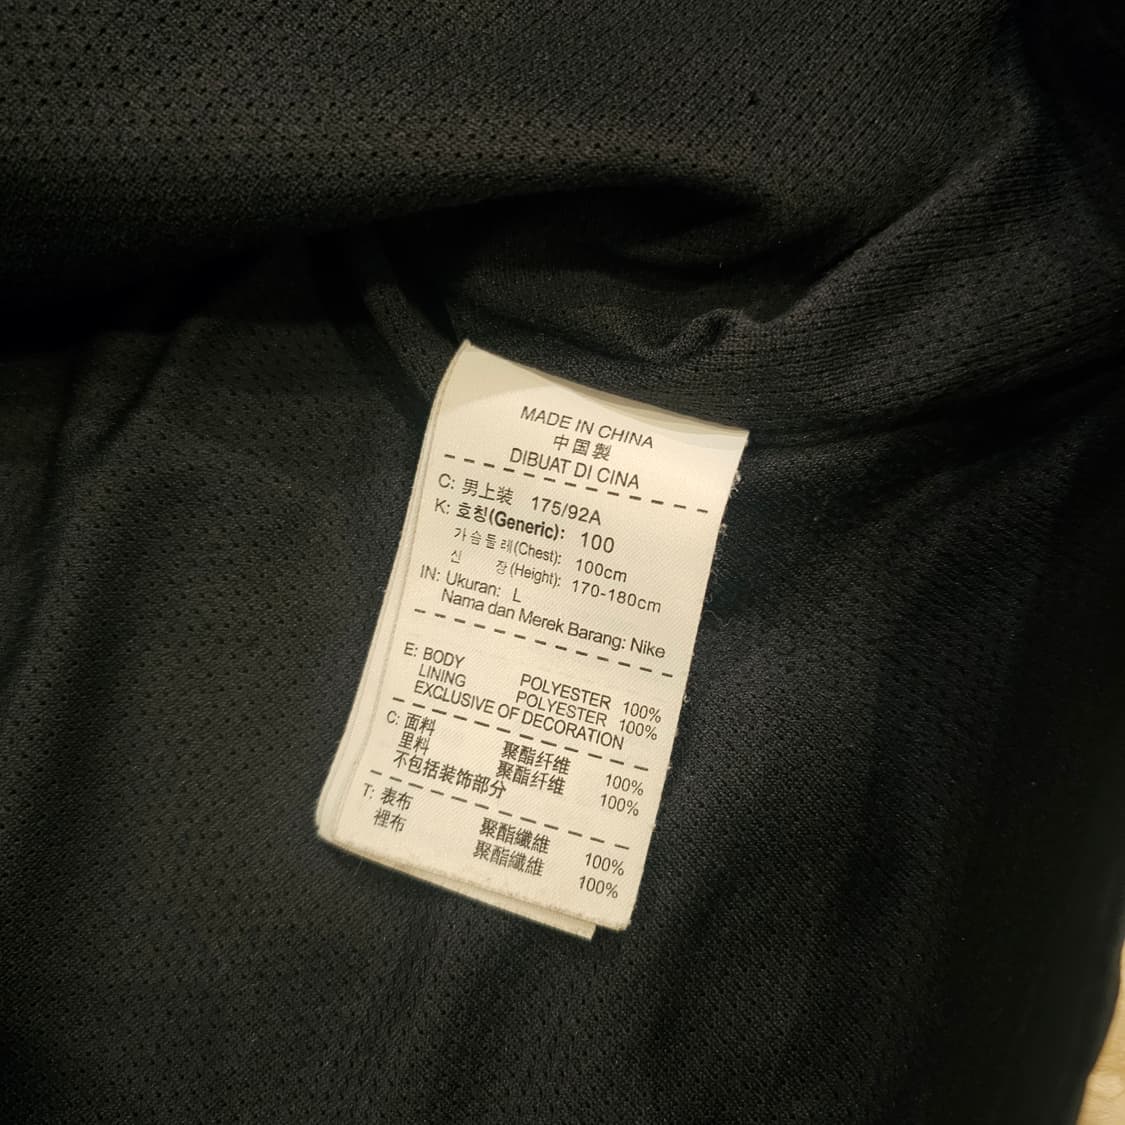 MADE IN CHINA
中国製
DIBUAT DI CINA
C: 男上装 175/92A
K: 호칭(Generic): 100
가슴둘레(Chest): 100cm
신 장(Height): 170-180cm
IN: Ukuran: L
Nama dan Merek Barang: Nike
E: BODY POLYESTER 100%
LINING POLYESTER 100%
EXCLUSIVE OF DECORATION
C: 面料 聚酯纤维 100%
里料 聚酯纤维 100%
不包括装饰部分
T: 表布 聚酯纖維 100%
裡布 聚酯纖維 100%